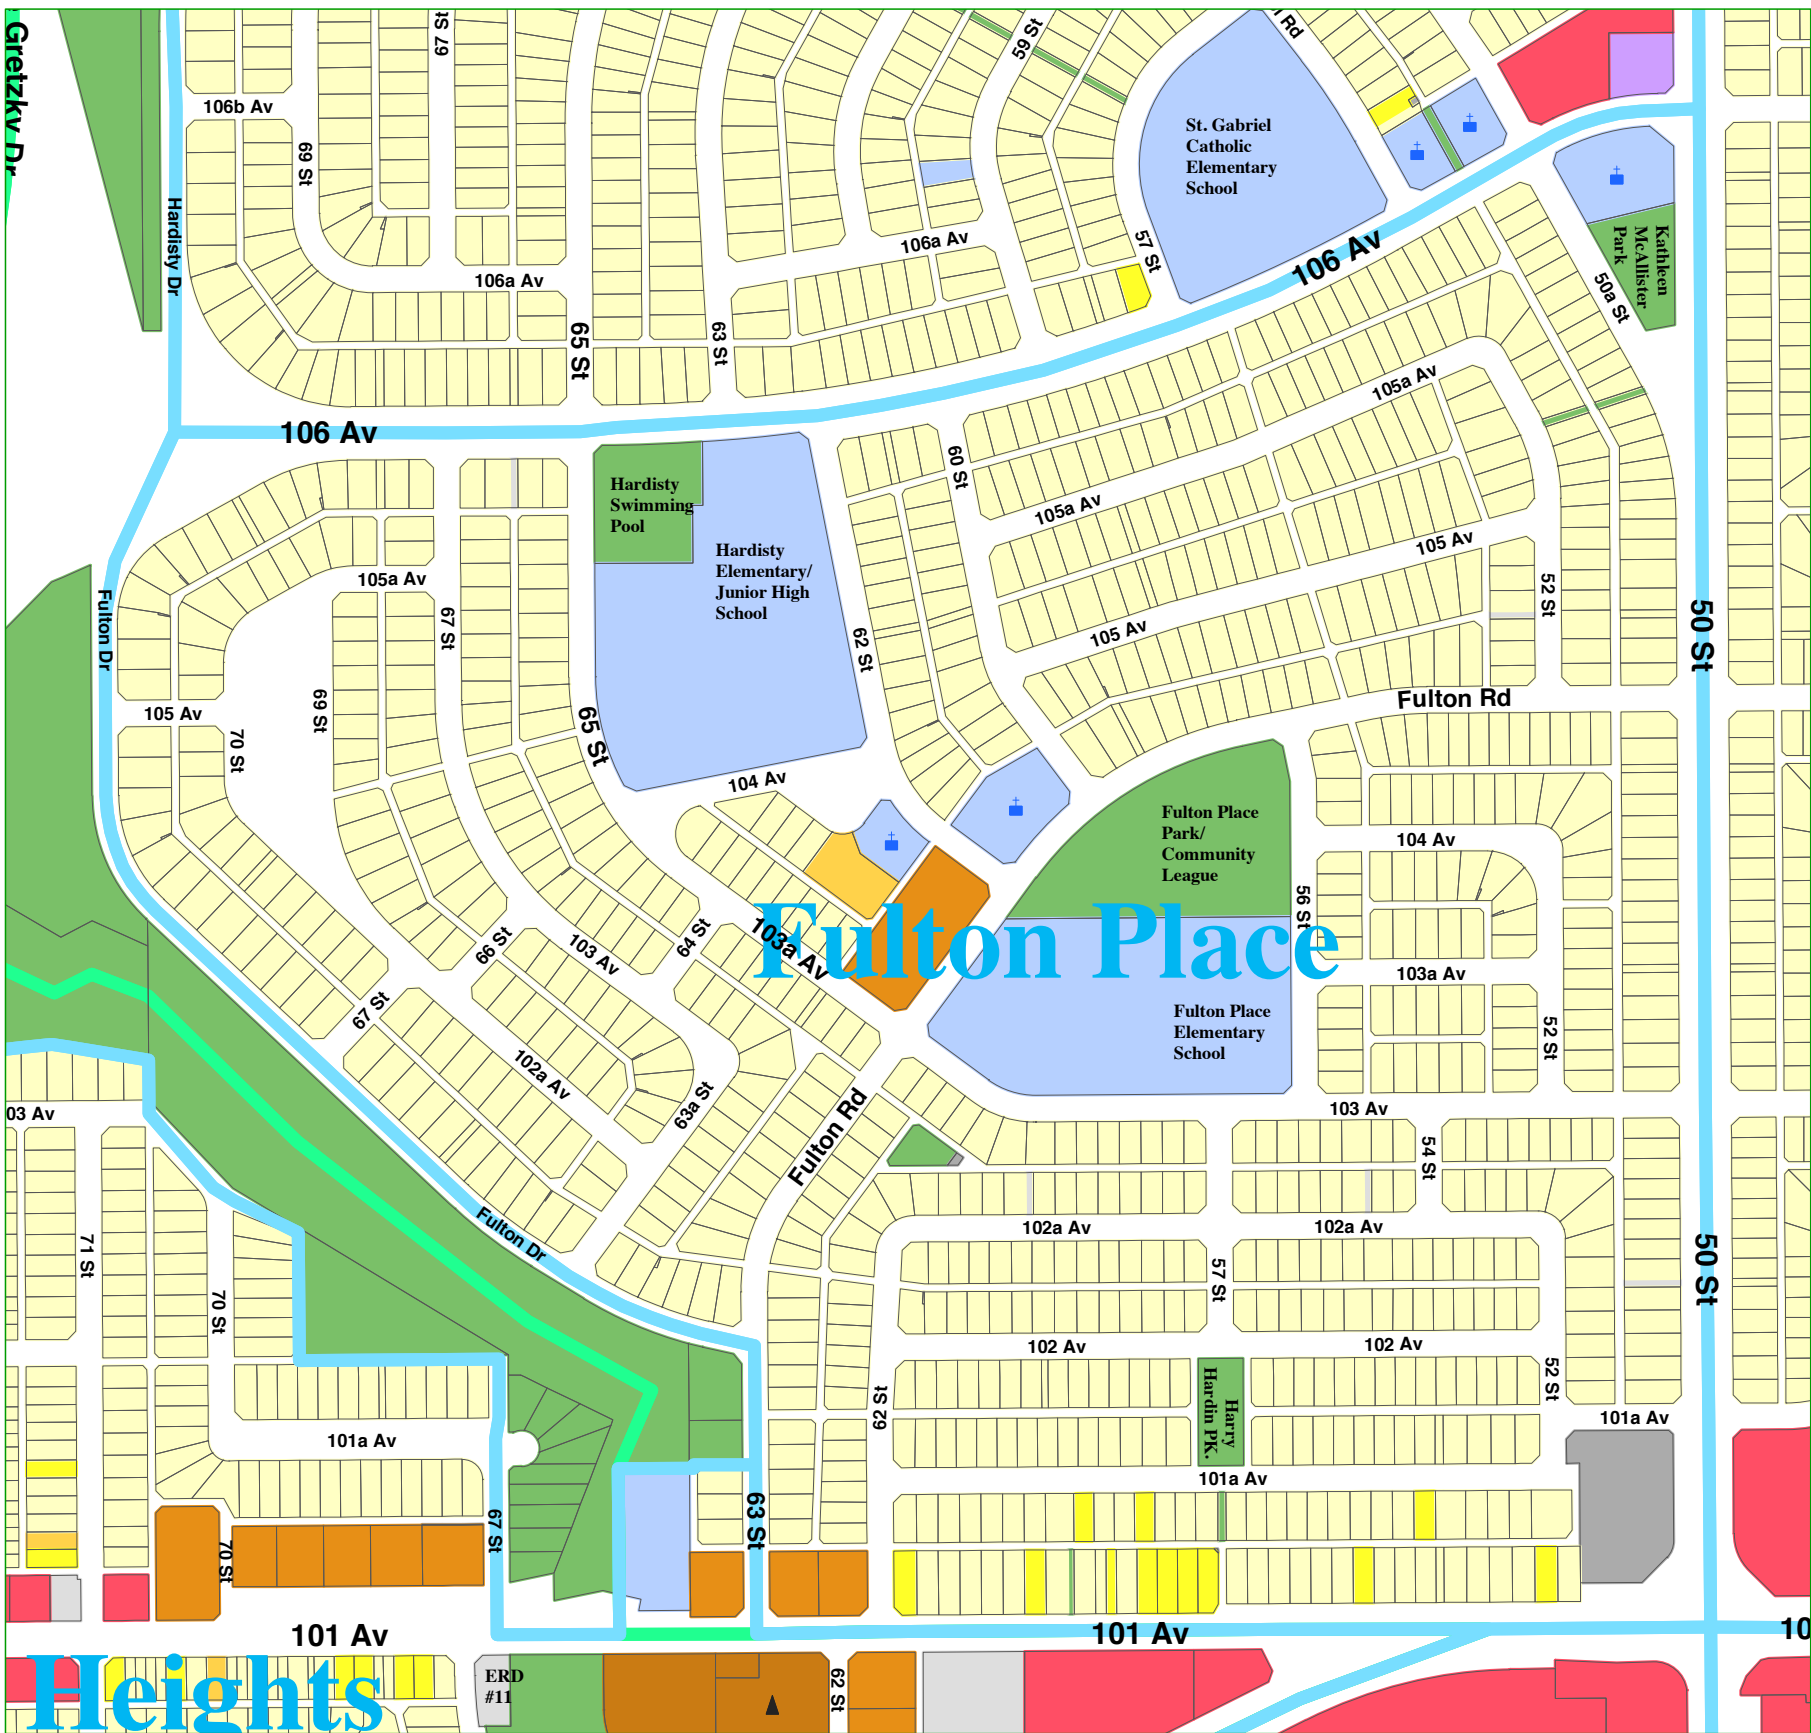 Gretzky Dr
67 St
59 St
Rd
106b Av
69 St
Hardisty Dr
St. Gabriel
Catholic
Elementary
School
106a Av
106a Av
57 St
106 Av
Kathleen
McAllister
Park
50a St
65 St
63 St
106 Av
105a Av
60 St
Hardisty
Swimming
Pool
105a Av
Hardisty
Elementary/
Junior High
School
105 Av
105a Av
52 St
Fulton Dr
67 St
62 St
105 Av
50 St
69 St
Fulton Rd
105 Av
70 St
65 St
104 Av
Fulton Place
Park/
Community
League
104 Av
56 St
Fulton Place
103a Av
64 St
66 St
103 Av
103a Av
67 St
Fulton Place
Elementary
School
52 St
102a Av
63a St
Fulton Rd
03 Av
103 Av
54 St
102a Av
102a Av
Fulton Dr
71 St
70 St
57 St
50 St
102 Av
102 Av
Harry
Hardin PK.
52 St
62 St
101a Av
101a Av
101a Av
67 St
63 St
70 St
101 Av
101 Av
10
Heights
ERD
#11
62 St